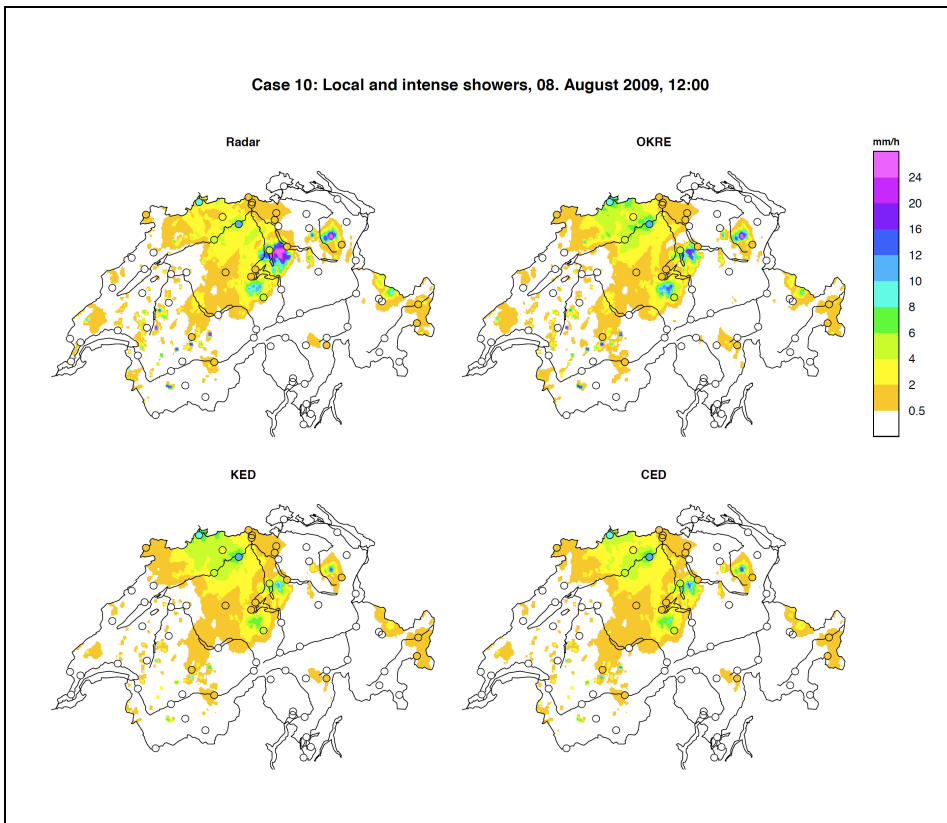 Case 10: Local and intense showers, 08. August 2009, 12:00
Radar
OKRE
mm/h
24
20
16
12
10
8
6
4
2
0.5
KED
CED